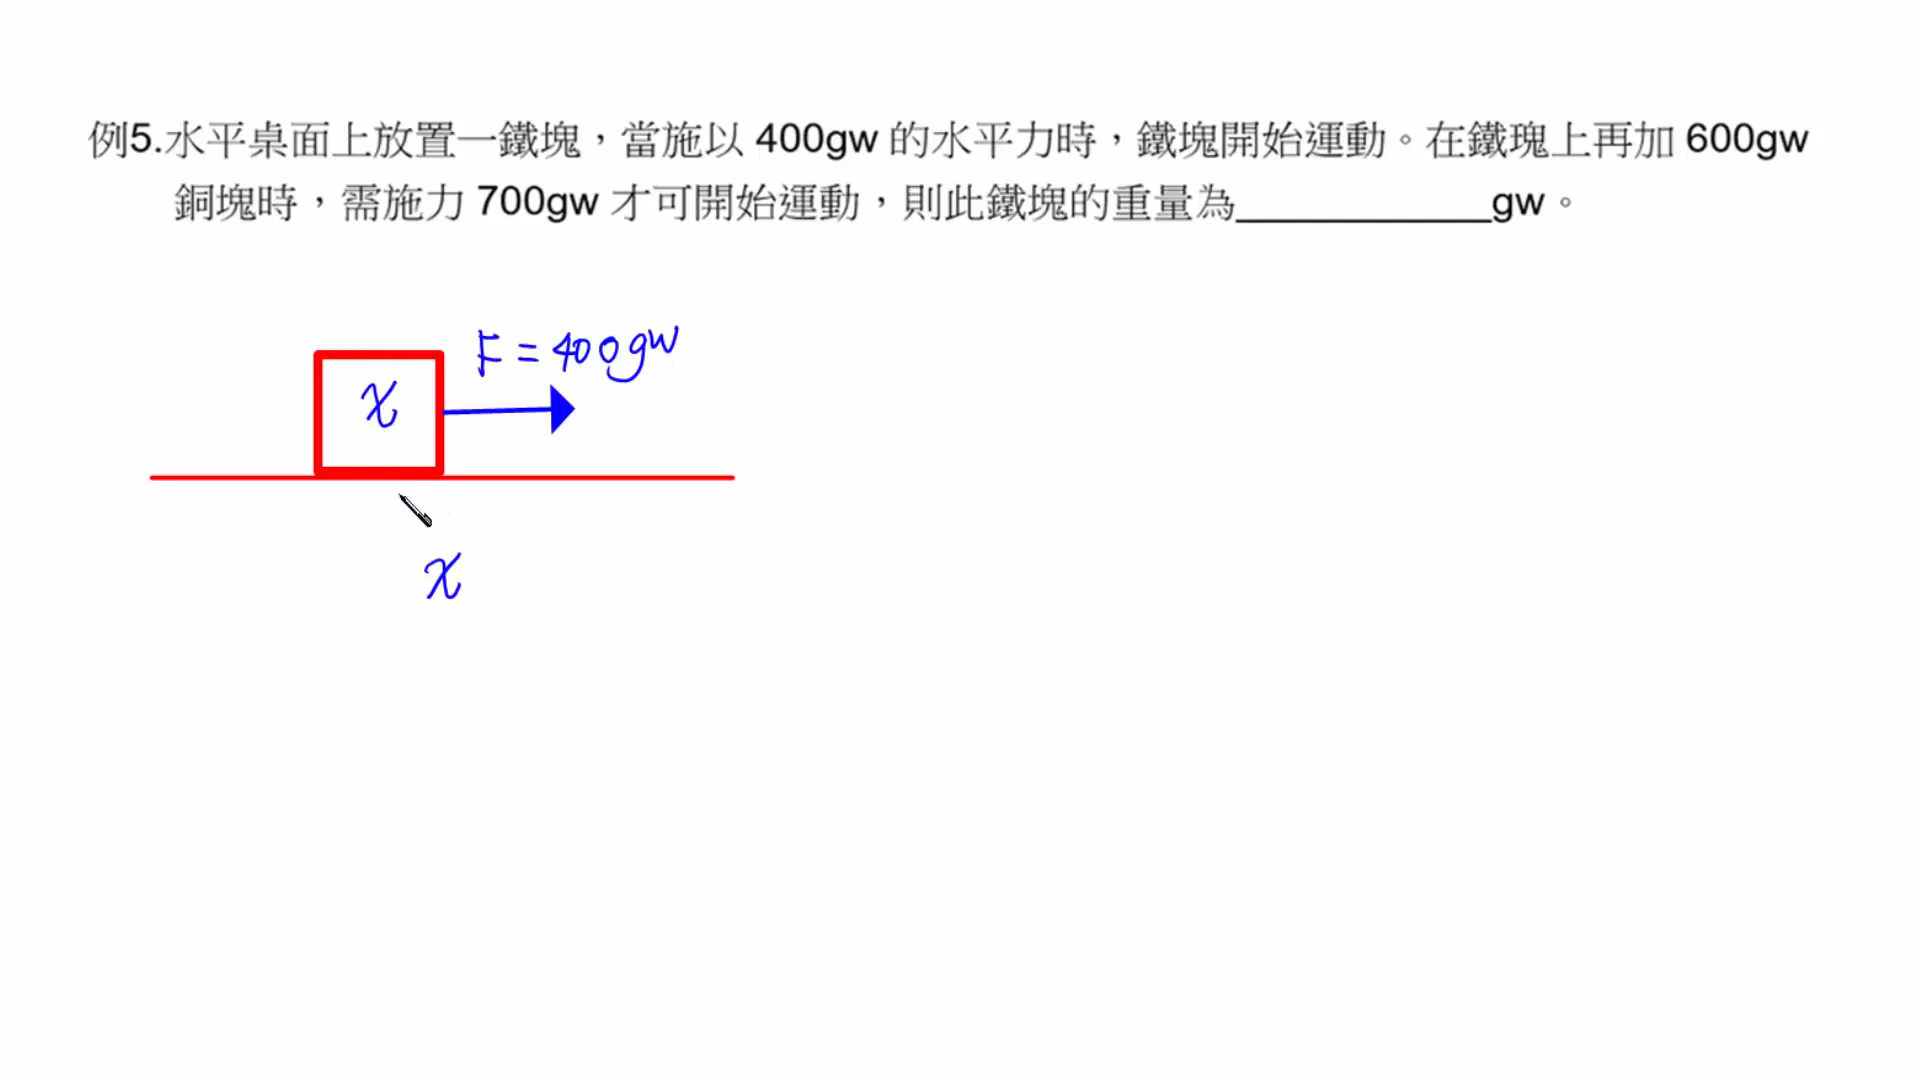 例5.水平桌面上放置一鐵塊，當施以 400gw 的水平力時，鐵塊開始運動。在鐵瑰上再加 600gw
銅塊時，需施力 700gw 才可開始運動，則此鐵塊的重量為____________gw。
F = 400gw
x
x